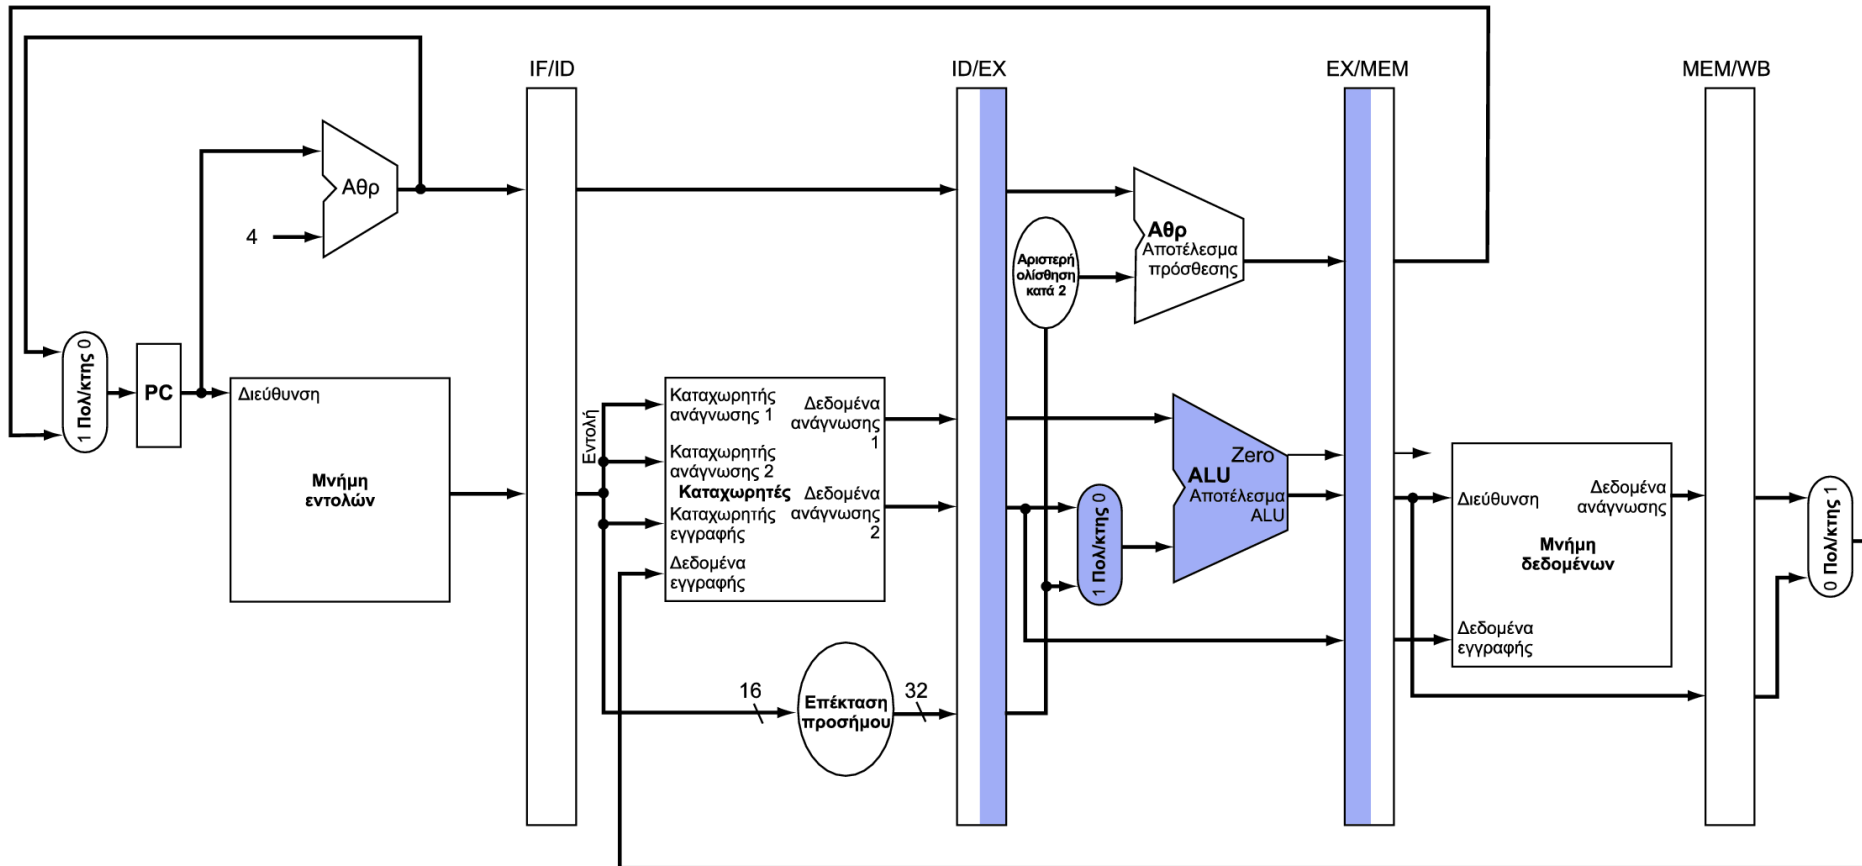 IF/ID
ID/EX
EX/MEM
MEM/WB
Αθρ
4
Αθρ
Αποτέλεσμα
πρόσθεσης
Αριστερή
ολίσθηση
κατά 2
1 Πολ/κτης 0
PC
Διεύθυνση
Μνήμη
εντολών
Εντολή
Καταχωρητής
ανάγνωσης 1
Καταχωρητής
ανάγνωσης 2
Καταχωρητές
Καταχωρητής
εγγραφής
Δεδομένα
εγγραφής
Δεδομένα
ανάγνωσης
1
Δεδομένα
ανάγνωσης
2
16
Επέκταση
προσήμου
32
1 Πολ/κτης 0
Zero
ALU
Αποτέλεσμα
ALU
Διεύθυνση
Δεδομένα
ανάγνωσης
Μνήμη
δεδομένων
Δεδομένα
εγγραφής
0 Πολ/κτης 1